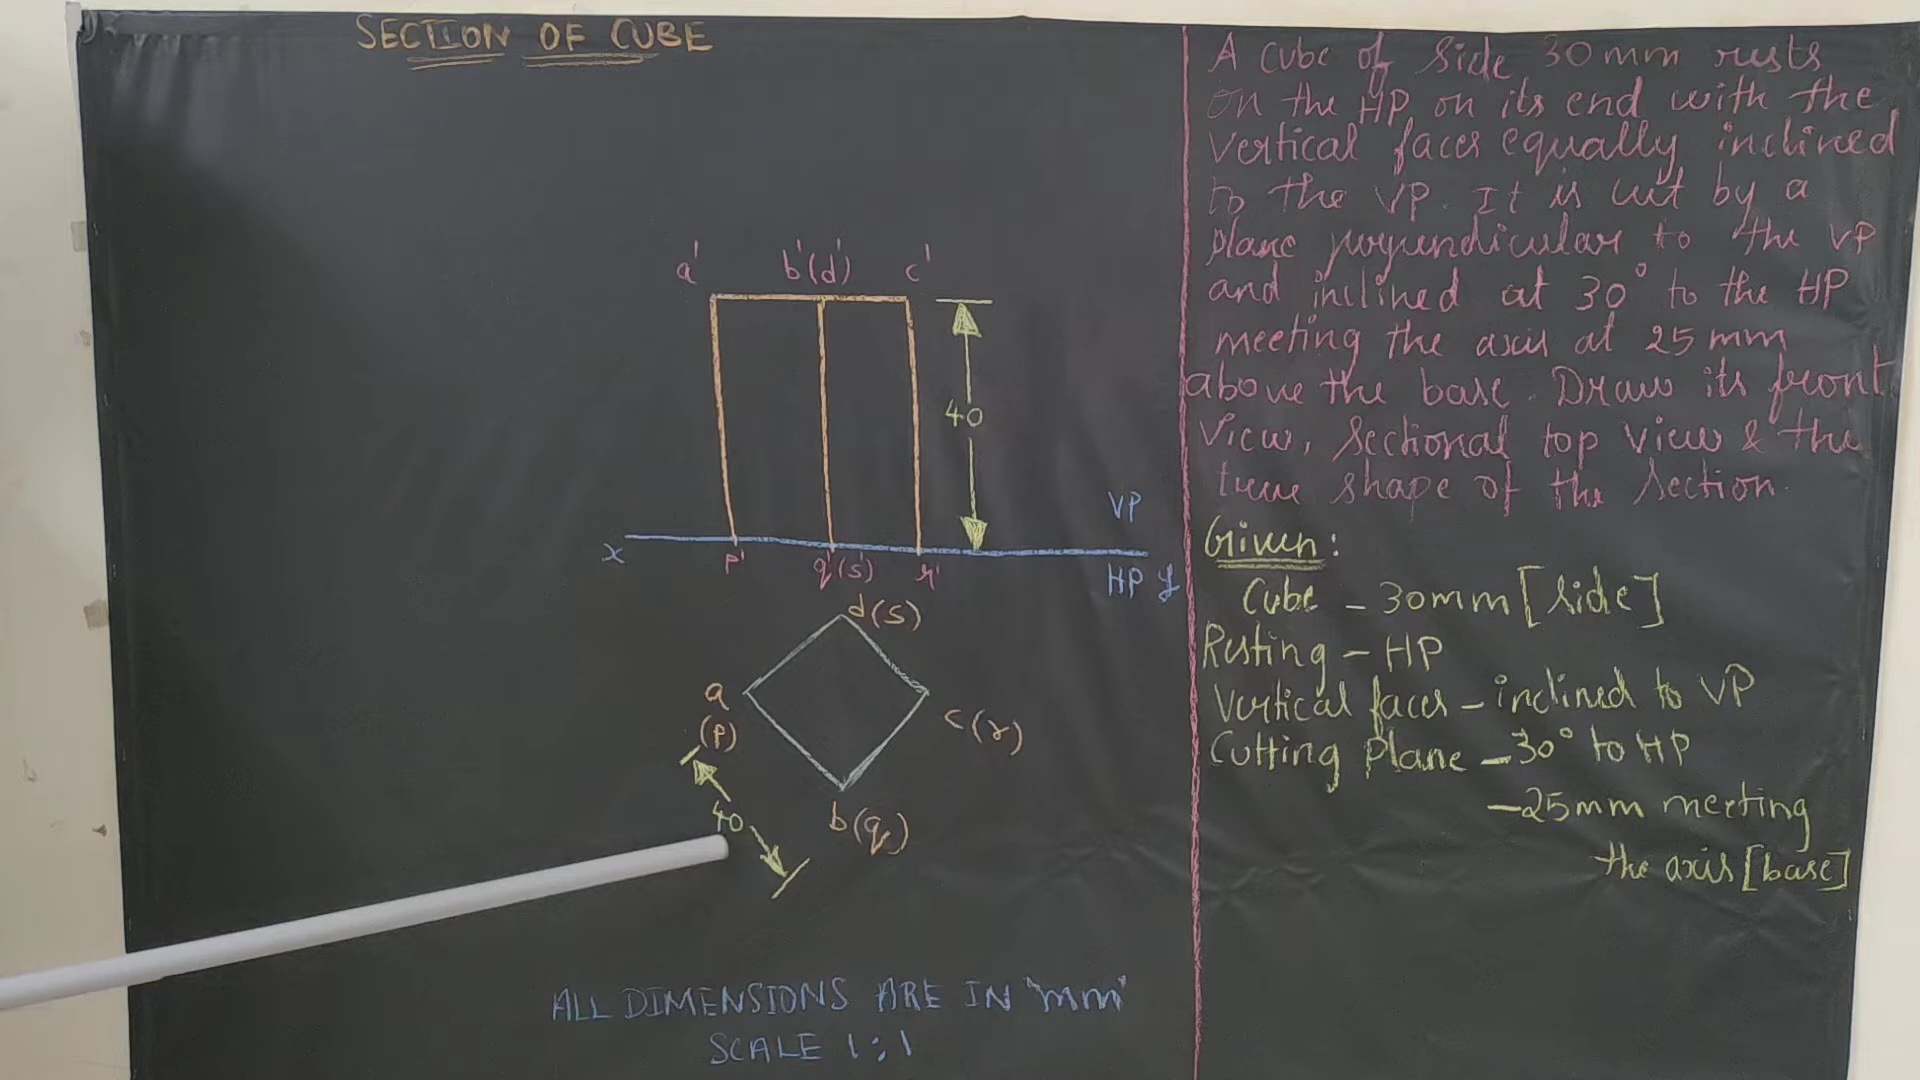 SECTION OF CUBE
A cube of side 30mm rests
on the HP on its end with the
vertical faces equally inclined
to the VP. It is cut by a
plane perpendicular to the VP
and inclined at 30° to the HP
meeting the axis at 25mm
above the base. Draw its front
view, sectional top view & the
true shape of the section.
Given:
Cube - 30mm [side]
Resting - HP
Vertical faces - inclined to VP
Cutting Plane - 30° to HP
- 25mm meeting
the axis [base]
a' b'(d') c'
40
VP
x p' q'(s') r' HP y
d(s)
a
(p)
c(r)
40
b(q)
ALL DIMENSIONS ARE IN 'mm'
SCALE 1:1